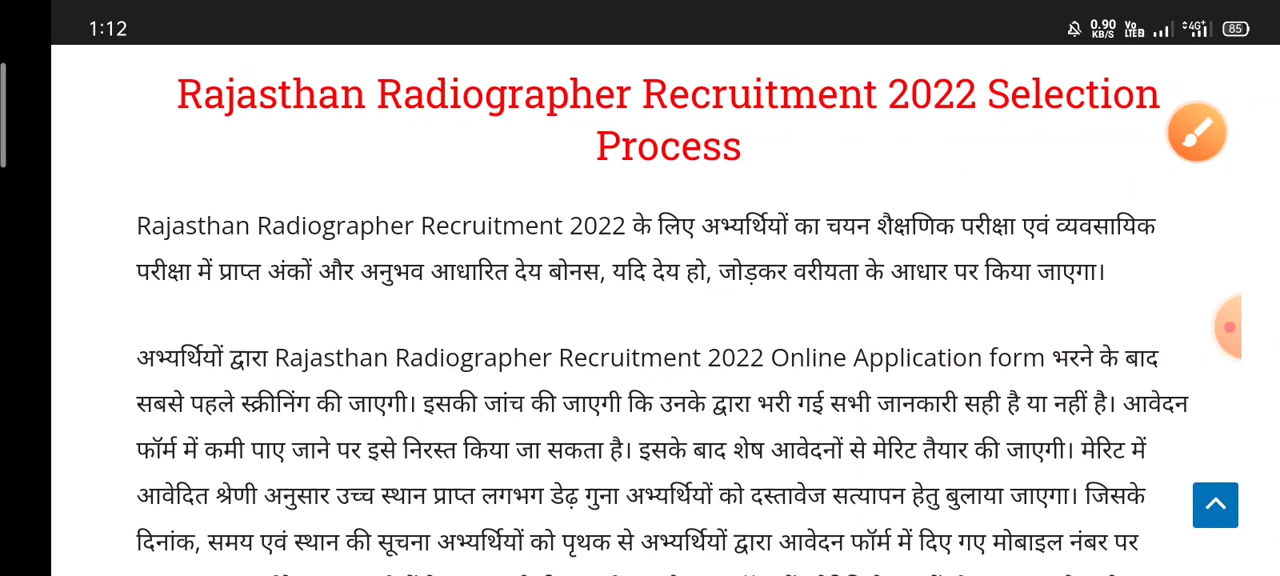 1:12
0.90
KB/S
Vo
LTE2
4G+
85
Rajasthan Radiographer Recruitment 2022 Selection
Process
Rajasthan Radiographer Recruitment 2022 के लिए अभ्यर्थियों का चयन शैक्षणिक परीक्षा एवं व्यवसायिक
परीक्षा में प्राप्त अंकों और अनुभव आधारित देय बोनस, यदि देय हो, जोड़कर वरीयता के आधार पर किया जाएगा।
अभ्यर्थियों द्वारा Rajasthan Radiographer Recruitment 2022 Online Application form भरने के बाद
सबसे पहले स्क्रीनिंग की जाएगी। इसकी जांच की जाएगी कि उनके द्वारा भरी गई सभी जानकारी सही है या नहीं है। आवेदन
फॉर्म में कमी पाए जाने पर इसे निरस्त किया जा सकता है। इसके बाद शेष आवेदनों से मेरिट तैयार की जाएगी। मेरिट में
आवेदित श्रेणी अनुसार उच्च स्थान प्राप्त लगभग डेढ़ गुना अभ्यर्थियों को दस्तावेज सत्यापन हेतु बुलाया जाएगा। जिसके
दिनांक, समय एवं स्थान की सूचना अभ्यर्थियों को पृथक से अभ्यर्थियों द्वारा आवेदन फॉर्म में दिए गए मोबाइल नंबर पर